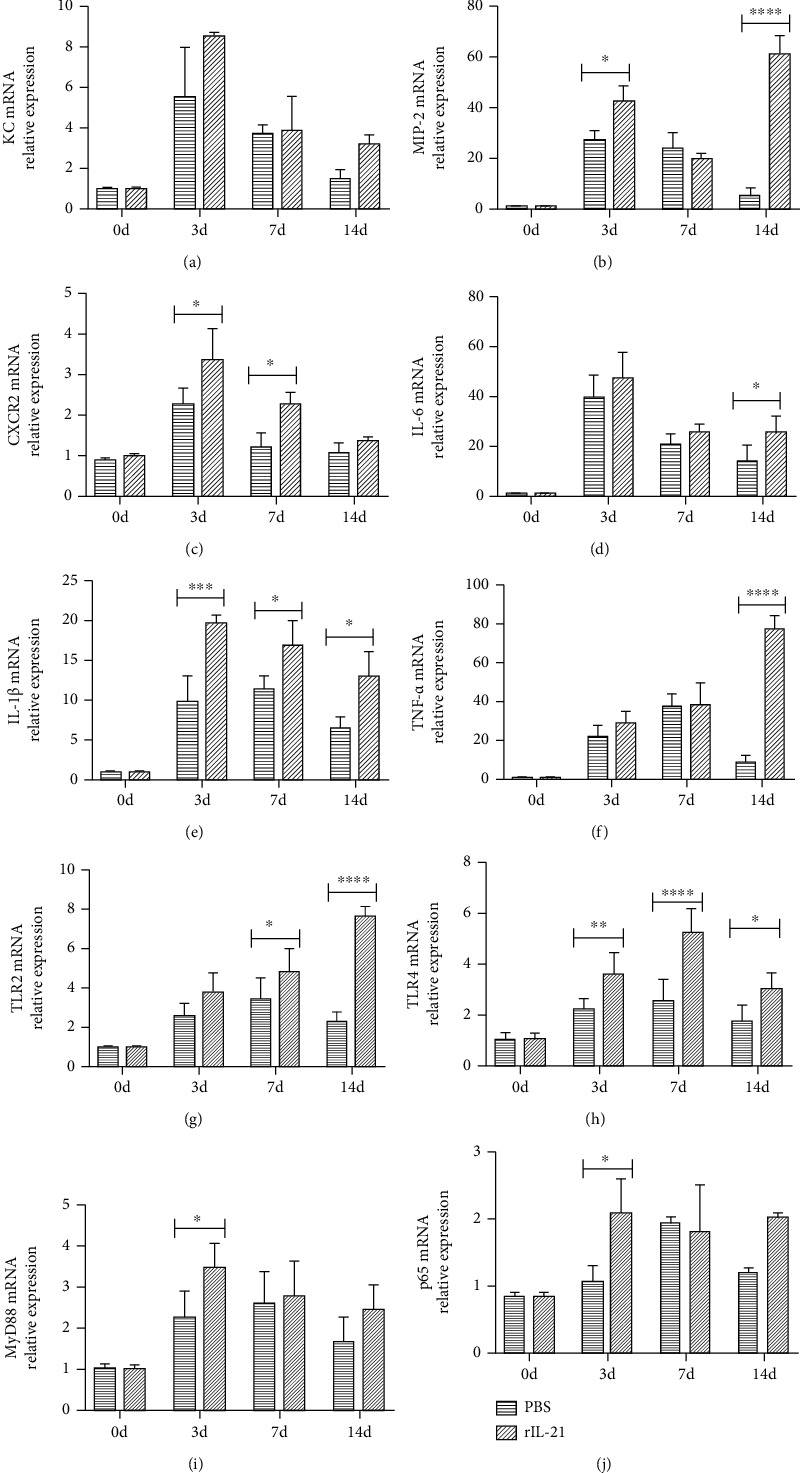 KC mRNA
relative expression
10
8
6
4
2
0
0d 3d 7d 14d
(a)
MIP-2 mRNA
relative expression
80
60
40
20
0
*
****
0d 3d 7d 14d
(b)
CXCR2 mRNA
relative expression
5
4
3
2
1
0
*
*
0d 3d 7d 14d
(c)
IL-6 mRNA
relative expression
80
60
40
20
0
*
0d 3d 7d 14d
(d)
IL-1β mRNA
relative expression
25
20
15
10
5
0
***
*
*
0d 3d 7d 14d
(e)
TNF-α mRNA
relative expression
100
80
60
40
20
0
****
0d 3d 7d 14d
(f)
TLR2 mRNA
relative expression
10
8
6
4
2
0
*
****
0d 3d 7d 14d
(g)
TLR4 mRNA
relative expression
8
6
4
2
0
**
****
*
0d 3d 7d 14d
(h)
MyD88 mRNA
relative expression
5
4
3
2
1
0
*
0d 3d 7d 14d
(i)
p65 mRNA
relative expression
3
2
1
0
*
0d 3d 7d 14d
PBS
rIL-21
(j)